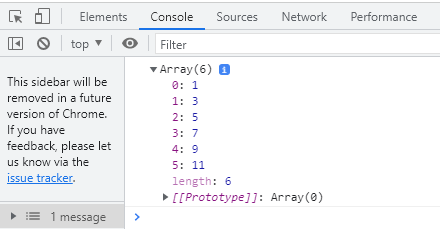 Elements Console Sources Network Performance
top Filter
This sidebar will be
removed in a future
version of Chrome.
If you have
feedback, please let
us know via the
issue tracker.
1 message
Array(6) i
0: 1
1: 3
2: 5
3: 7
4: 9
5: 11
length: 6
[[Prototype]]: Array(0)